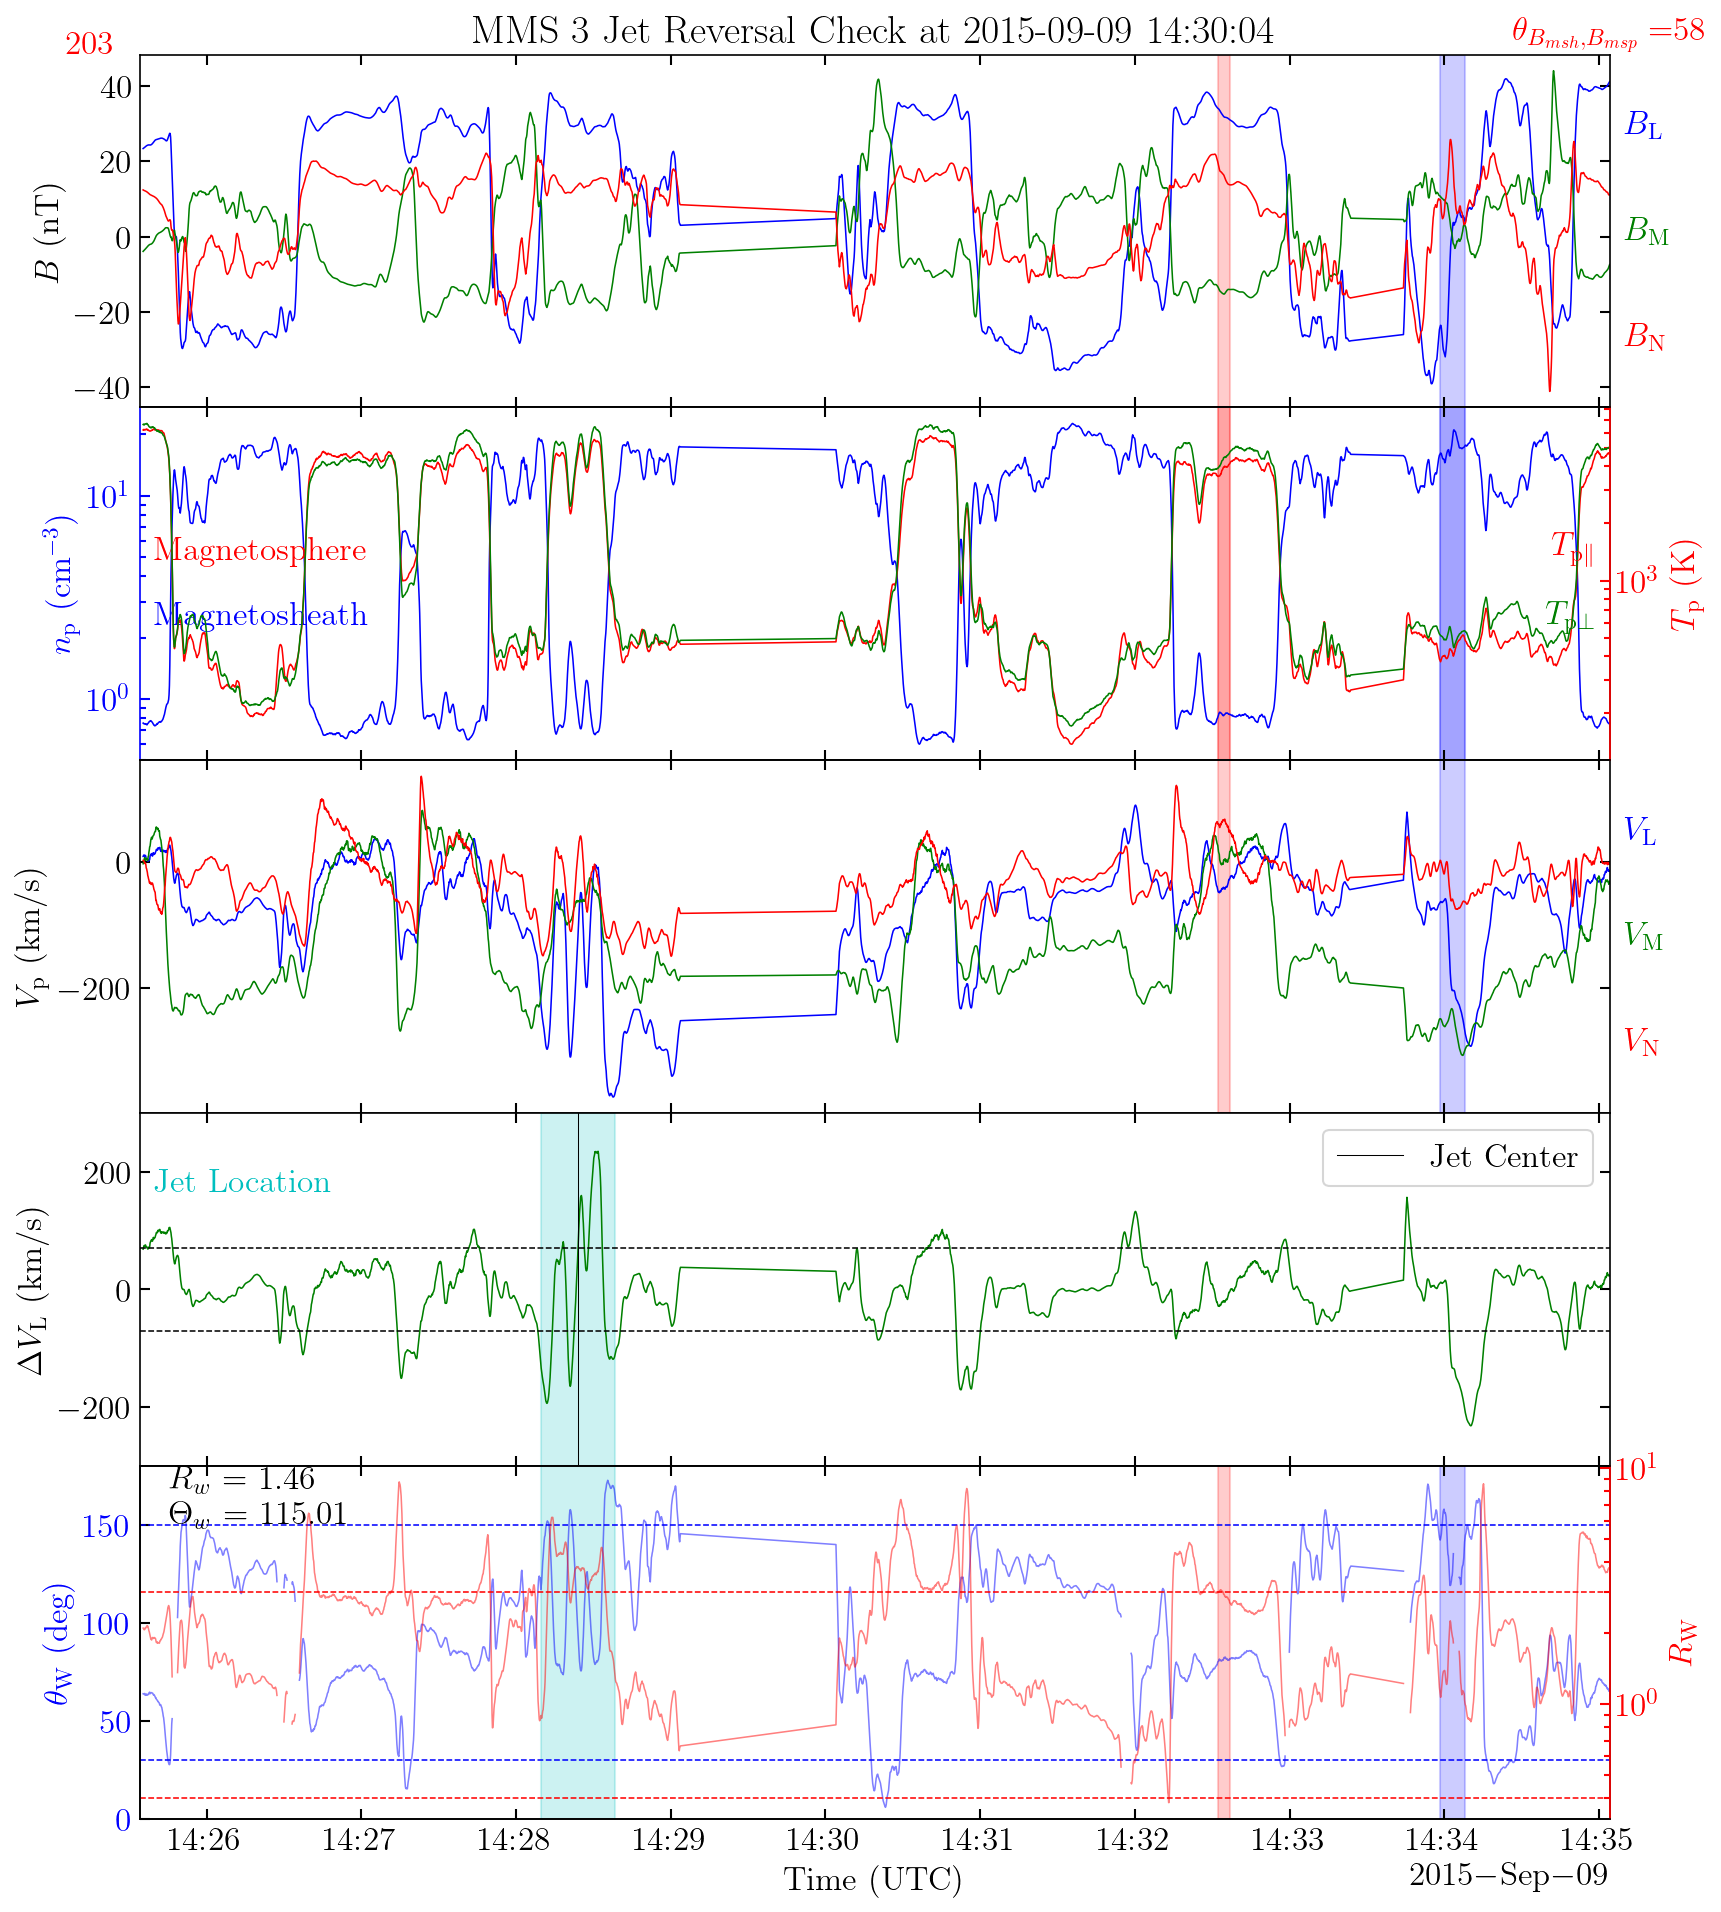 MMS 3 Jet Reversal Check at 2015-09-09 14:30:04
203
θ_{B_{msh},B_{msp}} =58
40
20
0
−20
−40
B (nT)
B_L
B_M
B_N
10^1
10^0
n_p (cm^{−3})
Magnetosphere
Magnetosheath
T_{p∥}
T_{p⊥}
10^3
T_p (K)
0
−200
V_p (km/s)
V_L
V_M
V_N
200
0
−200
ΔV_L (km/s)
Jet Location
Jet Center
R_w = 1.46
Θ_w = 115.01
150
100
50
0
θ_W (deg)
10^1
10^0
R_W
14:26 14:27 14:28 14:29 14:30 14:31 14:32 14:33 14:34 14:35
Time (UTC)
2015−Sep−09